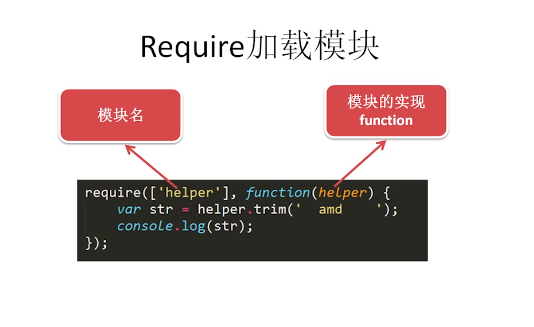 Require加载模块
模块名
模块的实现
function
require(['helper'], function(helper) {
    var str = helper.trim('  amd    ');
    console.log(str);
});